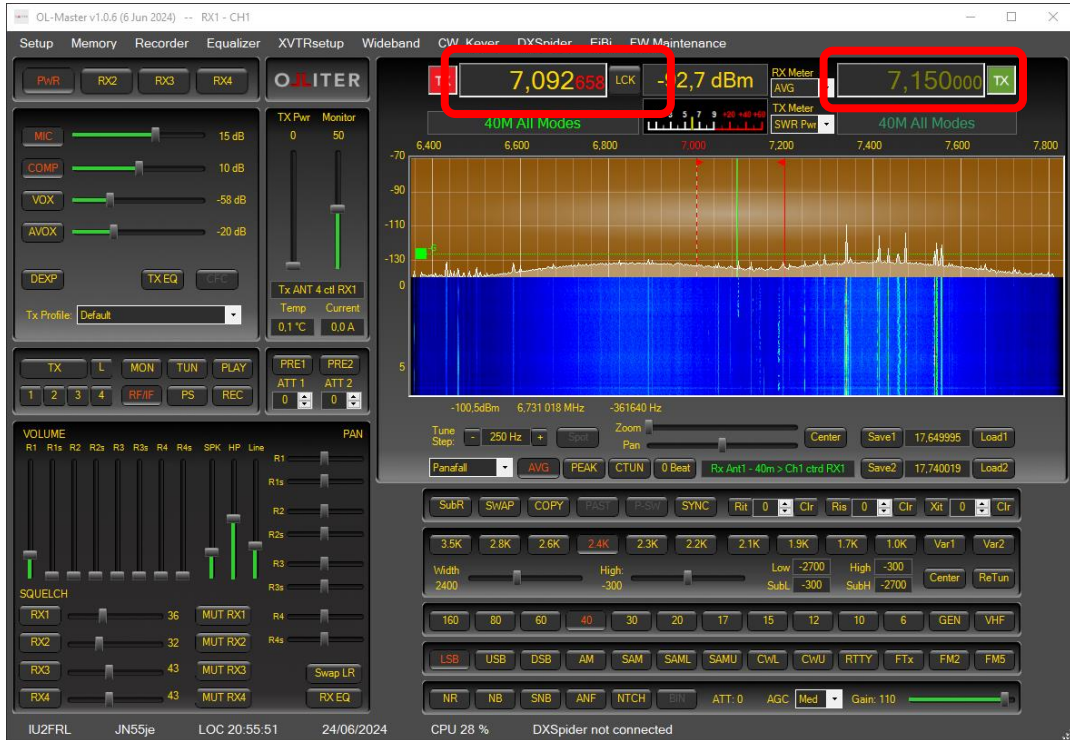 OL-Master v1.0.6 (6 Jun 2024) -- RX1 - CH1
Setup Memory Recorder Equalizer XVTRsetup Wideband CW Keyer DXSpider EiBi FW Maintenance
PWR RX2 RX3 RX4
MIC 15 dB
COMP 10 dB
VOX -58 dB
AVOX -20 dB
DEXP TX EQ CFC
Tx Profile: Default
TX L MON TUN PLAY
1 2 3 4 RF/IF PS REC
TX Pwr Monitor
0 50
Tx ANT 4 ctl RX1
Temp Current
0,1 °C 0,0 A
PRE1 PRE2
ATT 1 ATT 2
0 0
VOLUME PAN
R1 R1s R2 R2s R3 R3s R4 R4s SPK HP Line
R1
R1s
R2
R2s
R3
R3s
R4
R4s
SQUELCH
RX1 36 MUT RX1
RX2 32 MUT RX2
RX3 43 MUT RX3
RX4 43 MUT RX4
Swap LR
RX EQ
7,092658 LCK -92,7 dBm RX Meter
AVG
7,150000 TX
40M All Modes
TX Meter
SWR Pwr
40M All Modes
6,400 6,600 6,800 7,000 7,200 7,400 7,600 7,800
-70
-90
-110
-6
-130
0
5
-100,5dBm 6,731 018 MHz -361640 Hz
Tune Step: - 250 Hz + Spot Zoom
Pan
Center Save1 17,649995 Load1
Panafall AVG PEAK CTUN 0 Beat Rx Ant1 - 40m > Ch1 ctrd RX1 Save2 17,740019 Load2
SubR SWAP COPY PAST P-SW SYNC Rit 0 Clr Ris 0 Clr Xit 0 Clr
3.5K 2.8K 2.6K 2.4K 2.3K 2.2K 2.1K 1.9K 1.7K 1.0K Var1 Var2
Width 2400 High: -300 Low -2700 High -300
SubL -300 SubH -2700 Center ReTun
160 80 60 40 30 20 17 15 12 10 6 GEN VHF
LSB USB DSB AM SAM SAML SAMU CWL CWU RTTY FTx FM2 FM5
NR NB SNB ANF NTCH BIN ATT: 0 AGC Med Gain: 110
IU2FRL JN55je LOC 20:55:51 24/06/2024 CPU 28 % DXSpider not connected